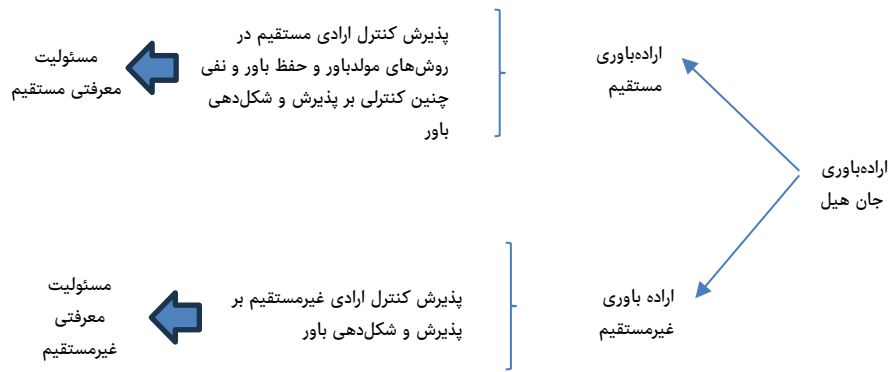 اراده‌باوری
جان هیل
اراده‌باوری
مستقیم
پذیرش کنترل ارادی مستقیم در
روش‌های مولدباور و حفظ باور و نفی
چنین کنترلی بر پذیرش و شکل‌دهی
باور
مسئولیت
معرفتی مستقیم
اراده باوری
غیرمستقیم
پذیرش کنترل ارادی غیرمستقیم بر
پذیرش و شکل‌دهی باور
مسئولیت
معرفتی
غیرمستقیم